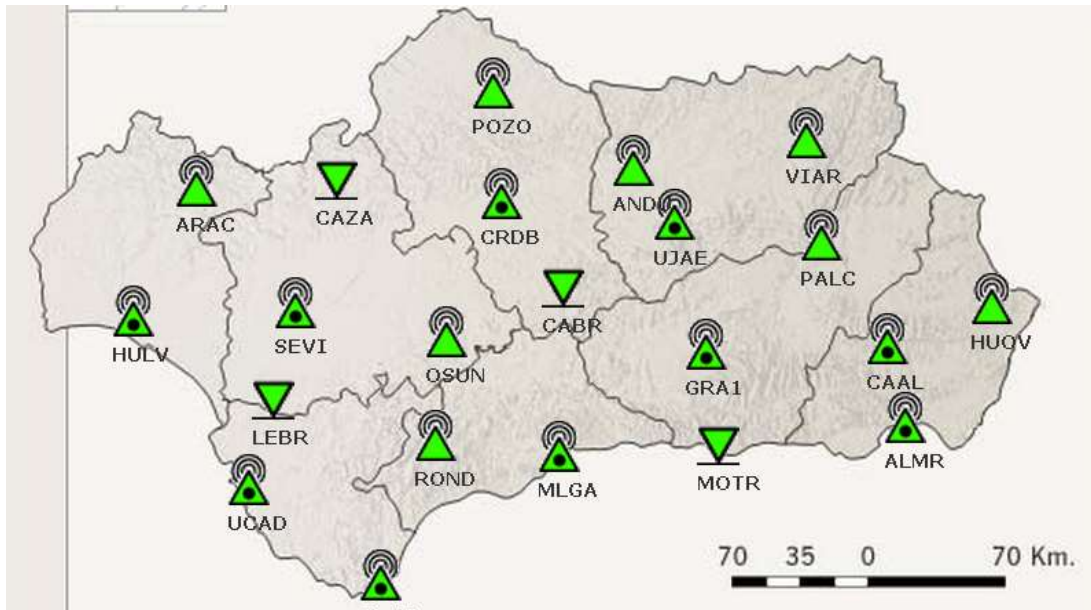 POZO
VIAR
ARAC
CAZA
ANDU
CRDB
UJAE
PALC
CABR
HUOV
HULV
SEVI
OSUN
GRA1
CAAL
LEBR
ALMR
ROND
MLGA
MOTR
UCAD
70 35 0 70 Km.